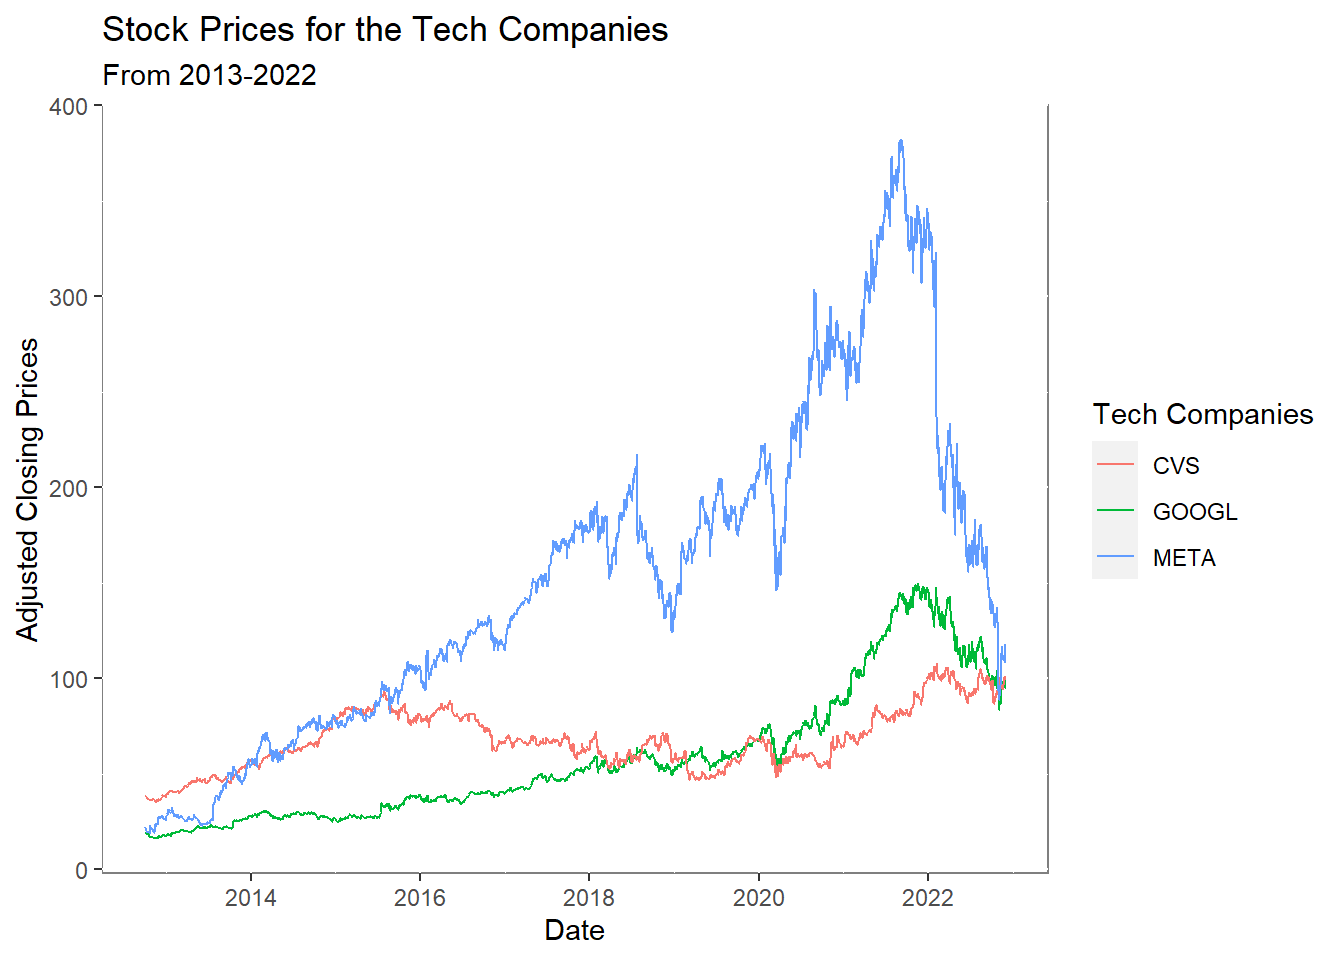 Stock Prices for the Tech Companies
From 2013-2022
400
300
200
100
0
Adjusted Closing Prices
2014 2016 2018 2020 2022
Date
Tech Companies
CVS
GOOGL
META